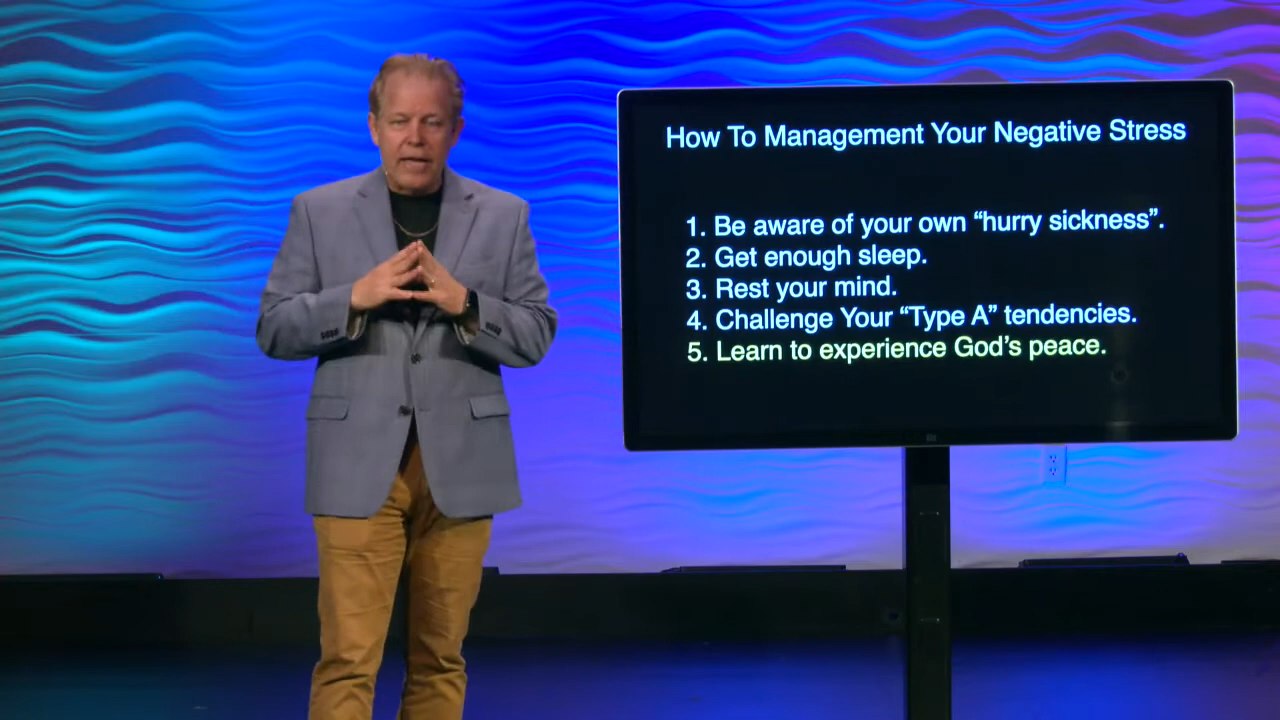 How To Management Your Negative Stress
1. Be aware of your own “hurry sickness”.
2. Get enough sleep.
3. Rest your mind.
4. Challenge Your “Type A” tendencies.
5. Learn to experience God’s peace.